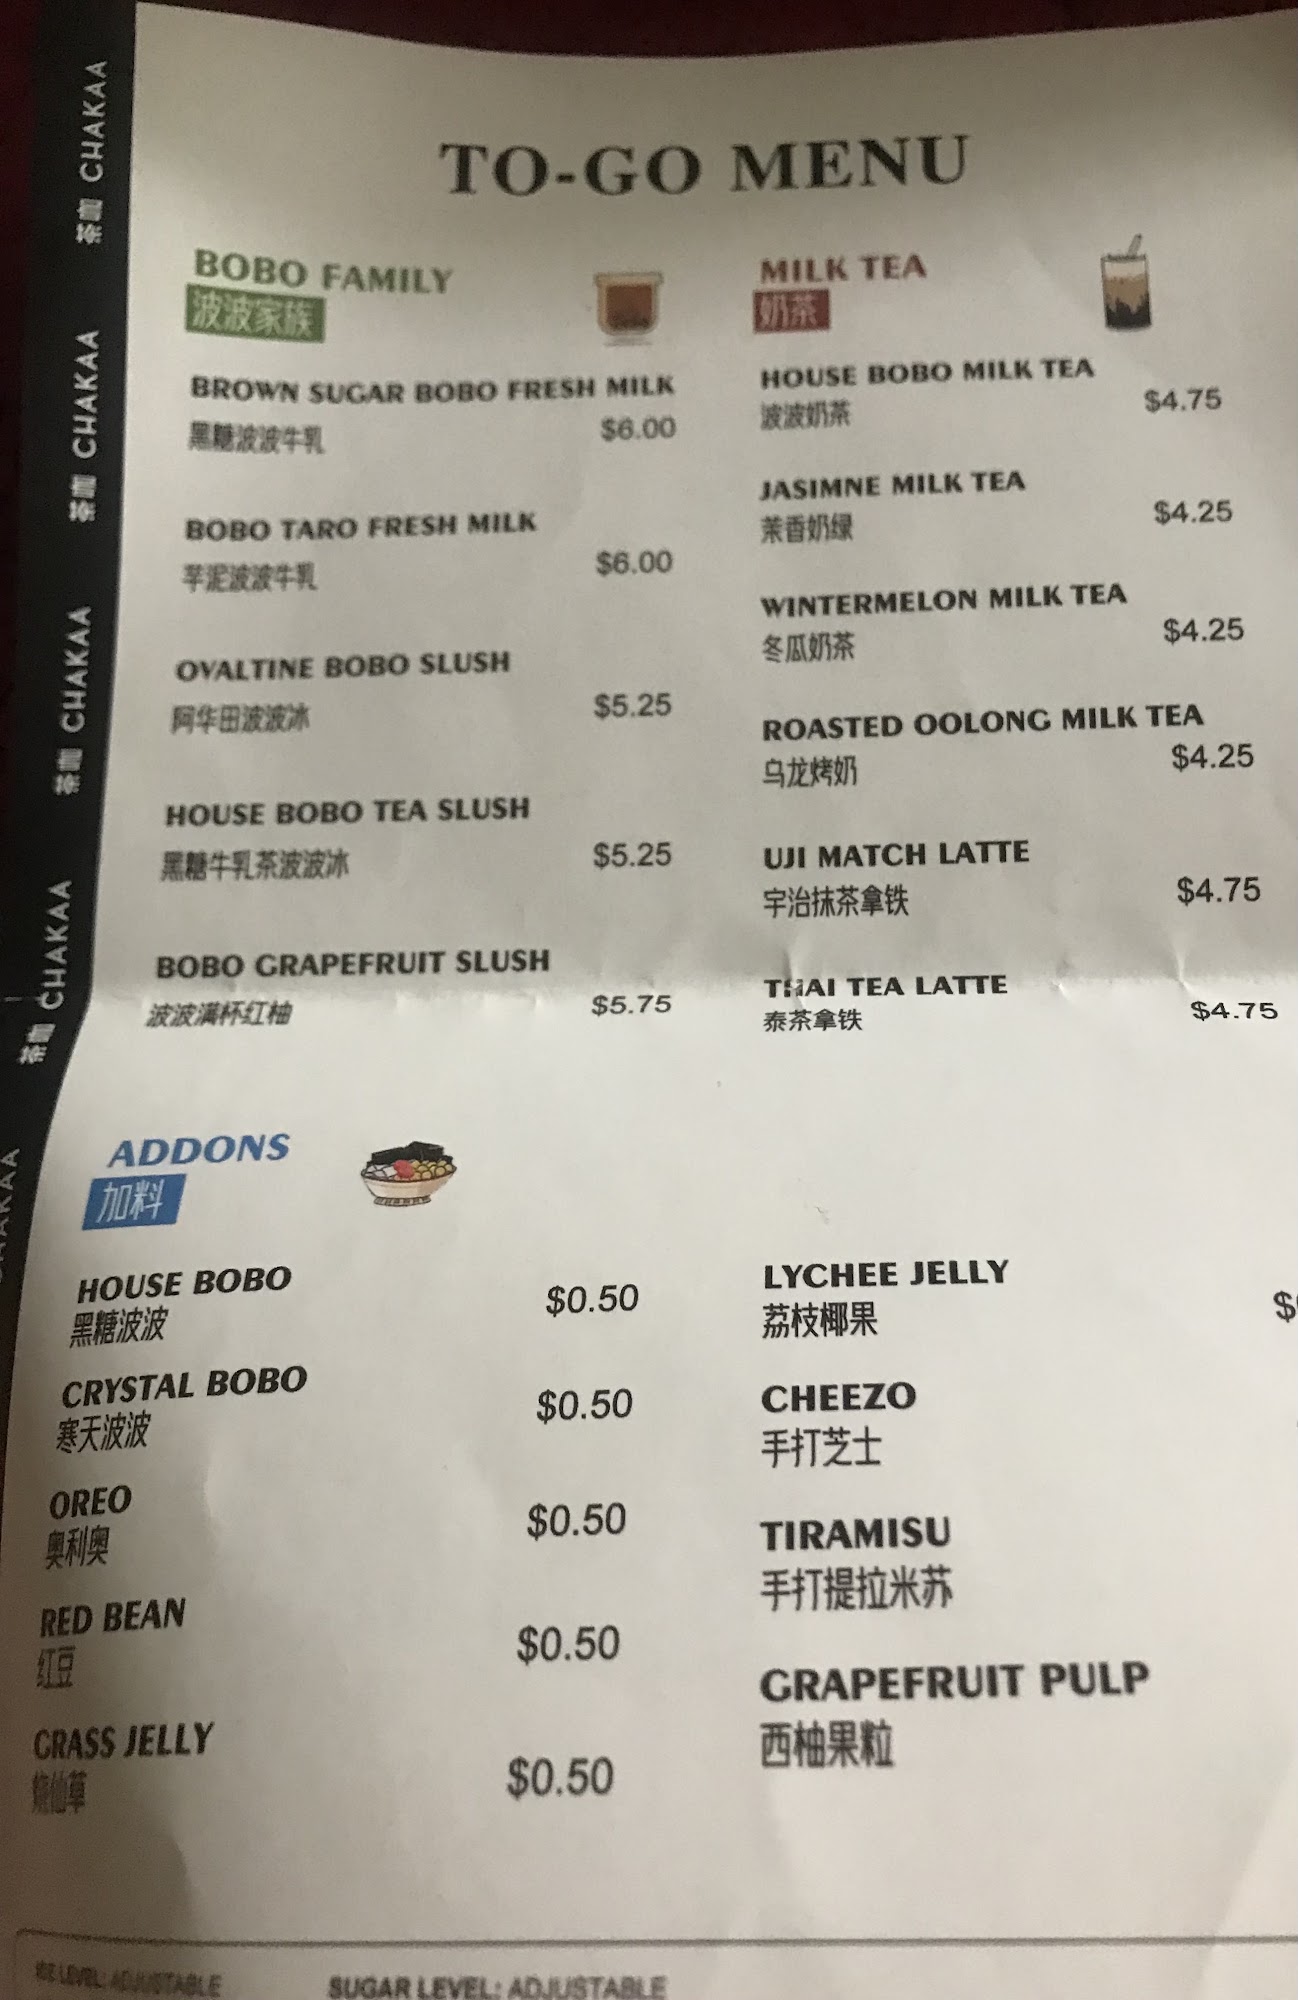 TO-GO MENU
BOBO FAMILY
波波家族
BROWN SUGAR BOBO FRESH MILK
黑糖波波牛乳 $6.00
BOBO TARO FRESH MILK
芋泥波波牛乳 $6.00
OVALTINE BOBO SLUSH
阿华田波波冰 $5.25
HOUSE BOBO TEA SLUSH
黑糖牛乳茶波波冰 $5.25
BOBO GRAPEFRUIT SLUSH
波波满杯红柚 $5.75
MILK TEA
奶茶
HOUSE BOBO MILK TEA
波波奶茶 $4.75
JASIMNE MILK TEA
茉香奶绿 $4.25
WINTERMELON MILK TEA
冬瓜奶茶 $4.25
ROASTED OOLONG MILK TEA
乌龙烤奶 $4.25
UJI MATCH LATTE
宇治抹茶拿铁 $4.75
THAI TEA LATTE
泰茶拿铁 $4.75
ADDONS
加料
HOUSE BOBO
黑糖波波 $0.50
CRYSTAL BOBO
寒天波波 $0.50
OREO
奥利奥 $0.50
RED BEAN
红豆 $0.50
GRASS JELLY
烧仙草 $0.50
LYCHEE JELLY
荔枝椰果
CHEEZO
手打芝士
TIRAMISU
手打提拉米苏
GRAPEFRUIT PULP
西柚果粒
ICE LEVEL: ADJUSTABLE SUGAR LEVEL: ADJUSTABLE
CHAKAA
CHAKAA
CHAKAA
CHAKAA
CHAKAA